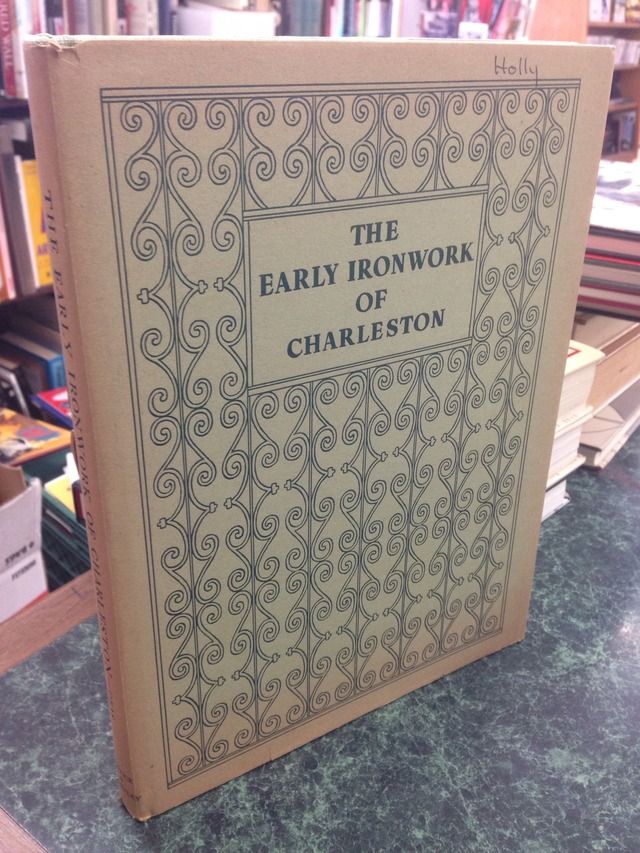 Holly
THE
EARLY IRONWORK
OF
CHARLESTON
THE EARLY IRONWORK OF CHARLESTON